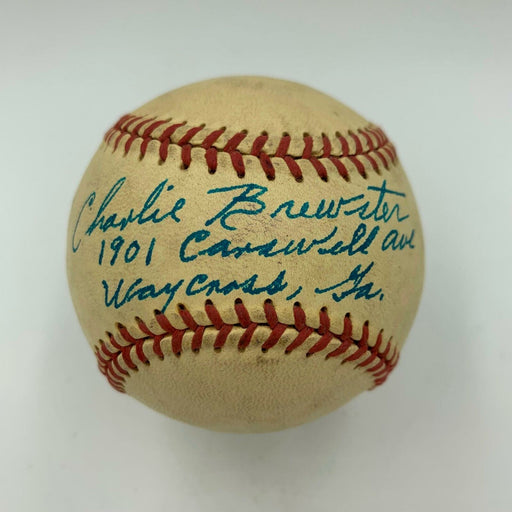 Charlie Brewster
1901 Carswell ave
Waycross, Ga.